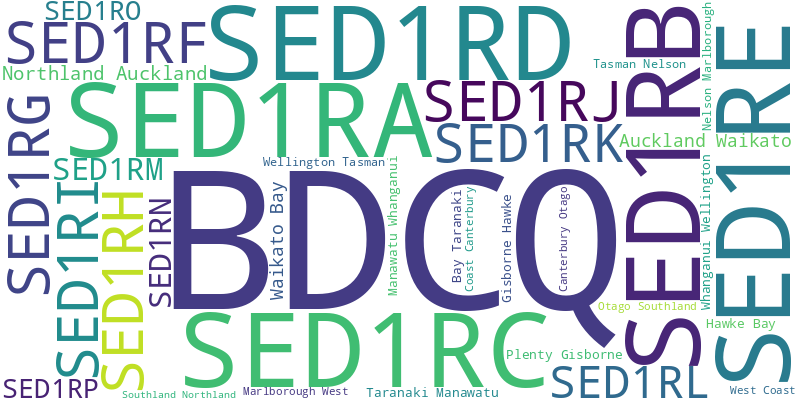 SED1RO
SED1RF
SED1RD
Northland Auckland
SED1RA
SED1RJ
Tasman Nelson
SED1RB
Nelson Marlborough
SED1RE
SED1RG
SED1RK
Auckland Waikato
SED1RM
Wellington Tasman
SED1RI
SED1RH
SED1RN
BDCQ
Waikato Bay
Manawatu Whanganui
Bay Taranaki
Coast Canterbury
Gisborne Hawke
Canterbury Otago
Whanganui Wellington
Otago Southland
Hawke Bay
SED1RC
Plenty Gisborne
SED1RP
Southland Northland
Marlborough West
Taranaki Manawatu
SED1RL
West Coast